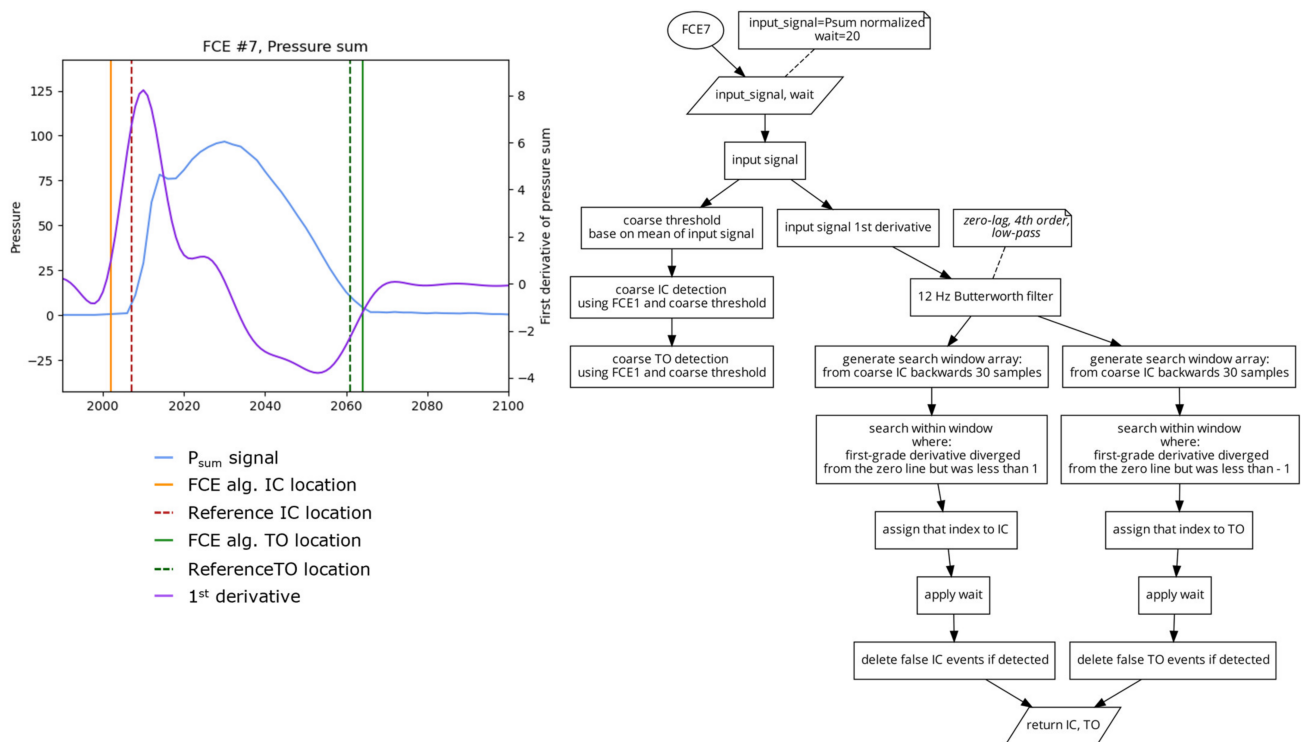 FCE #7, Pressure sum
Pressure
125
100
75
50
25
0
−25
8
6
4
2
0
−2
−4
First derivative of pressure sum
2000
2020
2040
2060
2080
2100
Psum signal
FCE alg. IC location
Reference IC location
FCE alg. TO location
ReferenceTO location
1st derivative
FCE7
input_signal=Psum normalized
wait=20
input_signal, wait
input signal
coarse threshold
base on mean of input signal
input signal 1st derivative
zero-lag, 4th order,
low-pass
coarse IC detection
using FCE1 and coarse threshold
12 Hz Butterworth filter
coarse TO detection
using FCE1 and coarse threshold
generate search window array:
from coarse IC backwards 30 samples
generate search window array:
from coarse IC backwards 30 samples
search within window
where:
first-grade derivative diverged
from the zero line but was less than 1
search within window
where:
first-grade derivative diverged
from the zero line but was less than - 1
assign that index to IC
assign that index to TO
apply wait
apply wait
delete false IC events if detected
delete false TO events if detected
return IC, TO